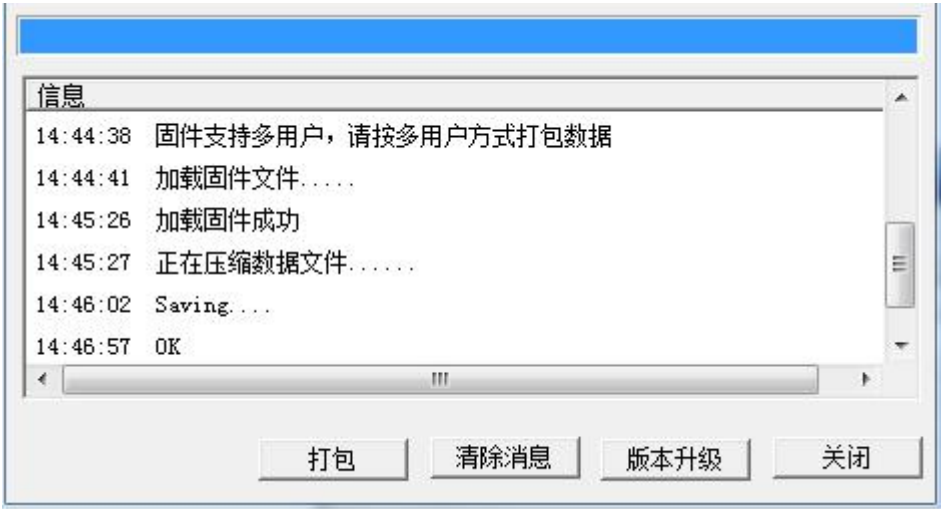 信息
14:44:38 固件支持多用户，请按多用户方式打包数据
14:44:41 加载固件文件.....
14:45:26 加载固件成功
14:45:27 正在压缩数据文件......
14:46:02 Saving....
14:46:57 OK
打包 清除消息 版本升级 关闭